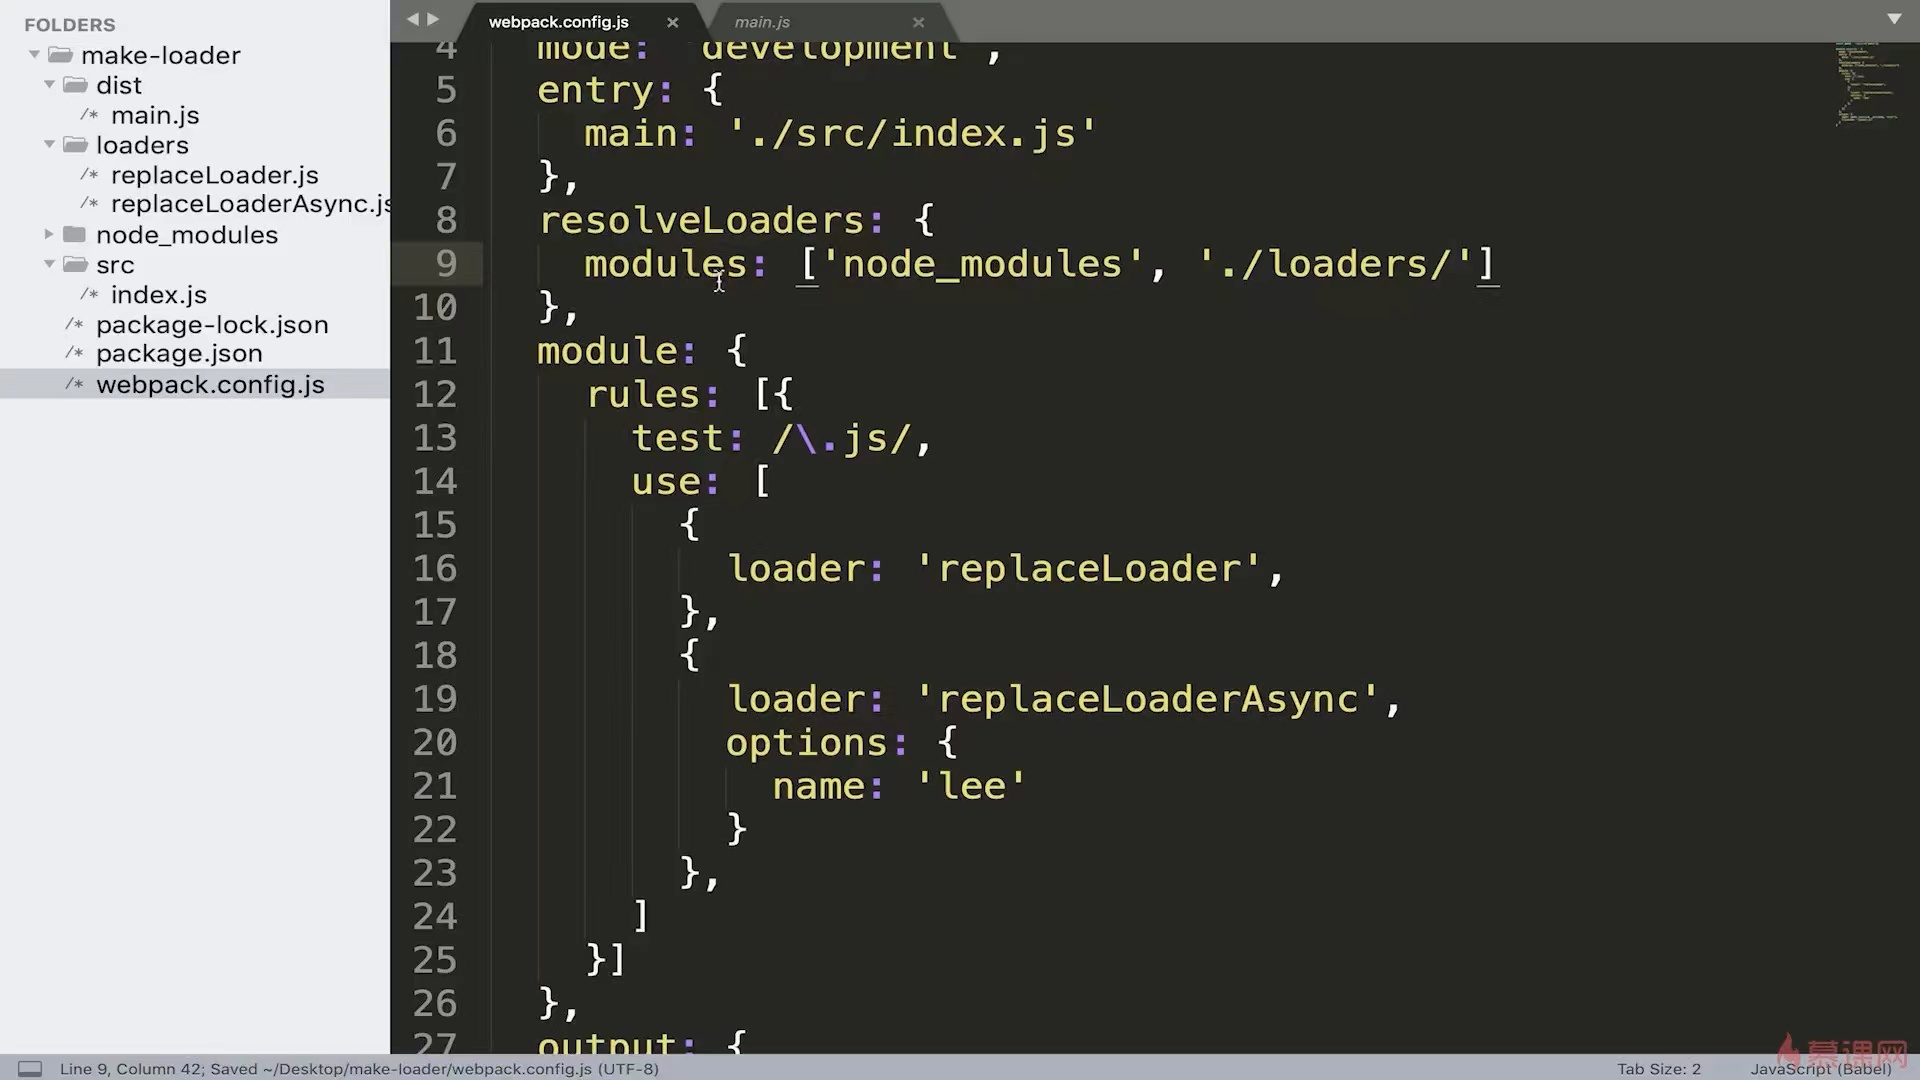 FOLDERS
make-loader
dist
/* main.js
loaders
/* replaceLoader.js
/* replaceLoaderAsync.js
node_modules
src
/* index.js
/* package-lock.json
/* package.json
/* webpack.config.js
webpack.config.js ×
main.js ×
4 mode: 'development',
5 entry: {
6 main: './src/index.js'
7 },
8 resolveLoaders: {
9 modules: ['node_modules', './loaders/']
10 },
11 module: {
12 rules: [{
13 test: /\.js/,
14 use: [
15 {
16 loader: 'replaceLoader',
17 },
18 {
19 loader: 'replaceLoaderAsync',
20 options: {
21 name: 'lee'
22 }
23 },
24 ]
25 }]
26 },
27 output: {
Line 9, Column 42; Saved ~/Desktop/make-loader/webpack.config.js (UTF-8)
Tab Size: 2
JavaScript (Babel)
慕课网